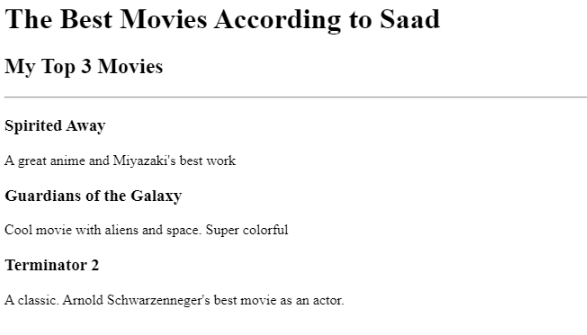 The Best Movies According to Saad
My Top 3 Movies
Spirited Away
A great anime and Miyazaki's best work
Guardians of the Galaxy
Cool movie with aliens and space. Super colorful
Terminator 2
A classic. Arnold Schwarzenneger's best movie as an actor.